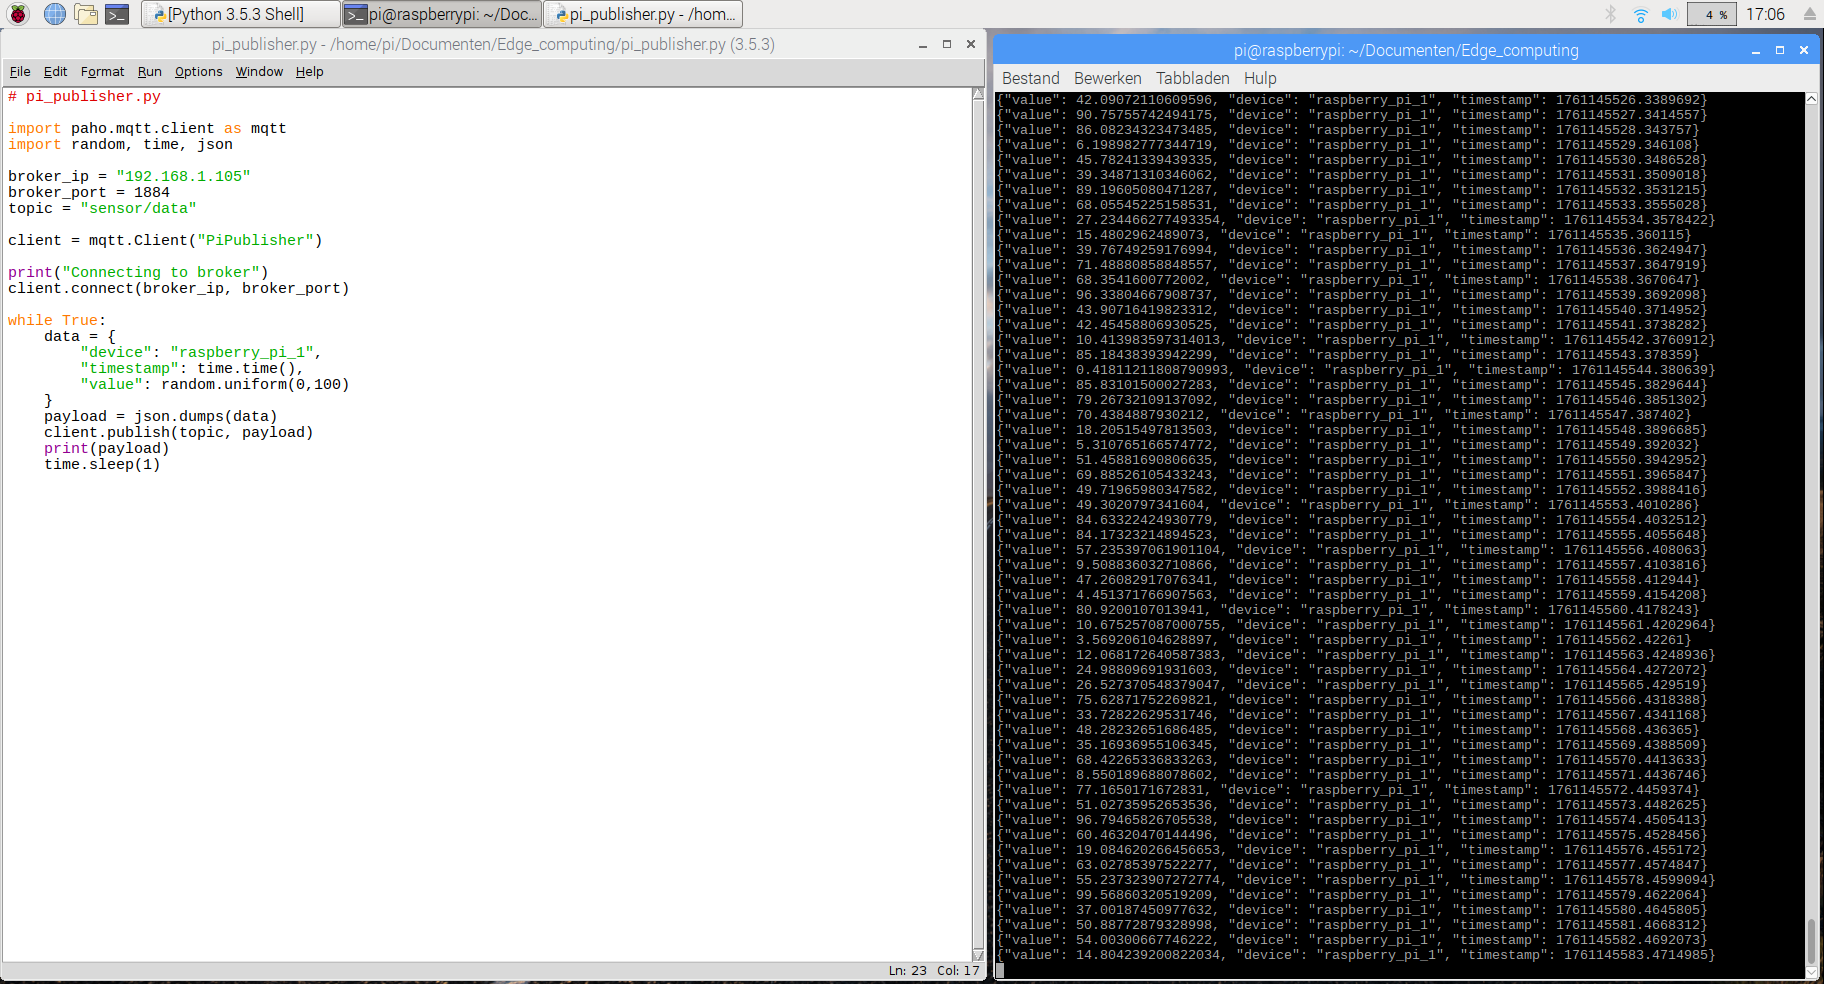 [Python 3.5.3 Shell]
pi@raspberrypi: ~/Doc...
pi_publisher.py - /hom...
4 %
17:06
pi_publisher.py - /home/pi/Documenten/Edge_computing/pi_publisher.py (3.5.3)
File Edit Format Run Options Window Help
# pi_publisher.py
import paho.mqtt.client as mqtt
import random, time, json
broker_ip = "192.168.1.105"
broker_port = 1884
topic = "sensor/data"
client = mqtt.Client("PiPublisher")
print("Connecting to broker")
client.connect(broker_ip, broker_port)
while True:
    data = {
        "device": "raspberry_pi_1",
        "timestamp": time.time(),
        "value": random.uniform(0,100)
    }
    payload = json.dumps(data)
    client.publish(topic, payload)
    print(payload)
    time.sleep(1)
Ln: 23 Col: 17
pi@raspberrypi: ~/Documenten/Edge_computing
Bestand Bewerken Tabbladen Hulp
{"value": 42.09072110609596, "device": "raspberry_pi_1", "timestamp": 1761145526.3389692}
{"value": 90.75755742494175, "device": "raspberry_pi_1", "timestamp": 1761145527.3414557}
{"value": 86.08234323473485, "device": "raspberry_pi_1", "timestamp": 1761145528.343757}
{"value": 6.198982777344719, "device": "raspberry_pi_1", "timestamp": 1761145529.346108}
{"value": 45.78241339439335, "device": "raspberry_pi_1", "timestamp": 1761145530.3486528}
{"value": 39.34871310346062, "device": "raspberry_pi_1", "timestamp": 1761145531.3509018}
{"value": 89.19605080471287, "device": "raspberry_pi_1", "timestamp": 1761145532.3531215}
{"value": 68.05545225158531, "device": "raspberry_pi_1", "timestamp": 1761145533.3555028}
{"value": 27.234466277493354, "device": "raspberry_pi_1", "timestamp": 1761145534.3578422}
{"value": 15.4802962489073, "device": "raspberry_pi_1", "timestamp": 1761145535.360115}
{"value": 39.76749259176994, "device": "raspberry_pi_1", "timestamp": 1761145536.3624947}
{"value": 71.48880858848557, "device": "raspberry_pi_1", "timestamp": 1761145537.3647919}
{"value": 68.3541600772002, "device": "raspberry_pi_1", "timestamp": 1761145538.3670647}
{"value": 96.33804667908737, "device": "raspberry_pi_1", "timestamp": 1761145539.3692098}
{"value": 43.90716419823312, "device": "raspberry_pi_1", "timestamp": 1761145540.3714952}
{"value": 42.45458806930525, "device": "raspberry_pi_1", "timestamp": 1761145541.3738282}
{"value": 10.413983597314013, "device": "raspberry_pi_1", "timestamp": 1761145542.3760912}
{"value": 85.18438393942299, "device": "raspberry_pi_1", "timestamp": 1761145543.378359}
{"value": 0.41811211808790993, "device": "raspberry_pi_1", "timestamp": 1761145544.380639}
{"value": 85.83101500027283, "device": "raspberry_pi_1", "timestamp": 1761145545.3829644}
{"value": 79.26732109137092, "device": "raspberry_pi_1", "timestamp": 1761145546.3851302}
{"value": 70.4384887930212, "device": "raspberry_pi_1", "timestamp": 1761145547.387402}
{"value": 18.20515497813503, "device": "raspberry_pi_1", "timestamp": 1761145548.3896685}
{"value": 5.310765166574772, "device": "raspberry_pi_1", "timestamp": 1761145549.392032}
{"value": 51.45881690806635, "device": "raspberry_pi_1", "timestamp": 1761145550.3942952}
{"value": 69.88526105433243, "device": "raspberry_pi_1", "timestamp": 1761145551.3965847}
{"value": 49.71965980347582, "device": "raspberry_pi_1", "timestamp": 1761145552.3988416}
{"value": 49.3020797341604, "device": "raspberry_pi_1", "timestamp": 1761145553.4010286}
{"value": 84.63322424930779, "device": "raspberry_pi_1", "timestamp": 1761145554.4032512}
{"value": 84.17323214894523, "device": "raspberry_pi_1", "timestamp": 1761145555.4055648}
{"value": 57.235397061901104, "device": "raspberry_pi_1", "timestamp": 1761145556.408063}
{"value": 9.508836032710866, "device": "raspberry_pi_1", "timestamp": 1761145557.4103816}
{"value": 47.26082917076341, "device": "raspberry_pi_1", "timestamp": 1761145558.412944}
{"value": 4.451371766907563, "device": "raspberry_pi_1", "timestamp": 1761145559.4154208}
{"value": 80.9200107013941, "device": "raspberry_pi_1", "timestamp": 1761145560.4178243}
{"value": 10.675257087000755, "device": "raspberry_pi_1", "timestamp": 1761145561.4202964}
{"value": 3.569206104628897, "device": "raspberry_pi_1", "timestamp": 1761145562.42261}
{"value": 12.068172640587383, "device": "raspberry_pi_1", "timestamp": 1761145563.4248936}
{"value": 24.98809691931603, "device": "raspberry_pi_1", "timestamp": 1761145564.4272072}
{"value": 26.527370548379047, "device": "raspberry_pi_1", "timestamp": 1761145565.429519}
{"value": 75.62871752269821, "device": "raspberry_pi_1", "timestamp": 1761145566.4318388}
{"value": 33.72822629531746, "device": "raspberry_pi_1", "timestamp": 1761145567.4341168}
{"value": 48.28232651686485, "device": "raspberry_pi_1", "timestamp": 1761145568.436365}
{"value": 35.16936955106345, "device": "raspberry_pi_1", "timestamp": 1761145569.4388509}
{"value": 68.42265336833263, "device": "raspberry_pi_1", "timestamp": 1761145570.4413633}
{"value": 8.550189688078602, "device": "raspberry_pi_1", "timestamp": 1761145571.4436746}
{"value": 77.1650171672831, "device": "raspberry_pi_1", "timestamp": 1761145572.4459374}
{"value": 51.02735952653536, "device": "raspberry_pi_1", "timestamp": 1761145573.4482625}
{"value": 96.79465826705538, "device": "raspberry_pi_1", "timestamp": 1761145574.4505413}
{"value": 60.46320470144496, "device": "raspberry_pi_1", "timestamp": 1761145575.4528456}
{"value": 19.084620266456653, "device": "raspberry_pi_1", "timestamp": 1761145576.455172}
{"value": 63.02785397522277, "device": "raspberry_pi_1", "timestamp": 1761145577.4574847}
{"value": 55.237323907272774, "device": "raspberry_pi_1", "timestamp": 1761145578.4599094}
{"value": 99.56860320519209, "device": "raspberry_pi_1", "timestamp": 1761145579.4622064}
{"value": 37.00187450977632, "device": "raspberry_pi_1", "timestamp": 1761145580.4645805}
{"value": 50.88772879328998, "device": "raspberry_pi_1", "timestamp": 1761145581.4668312}
{"value": 54.00300667746222, "device": "raspberry_pi_1", "timestamp": 1761145582.4692073}
{"value": 14.804239200822034, "device": "raspberry_pi_1", "timestamp": 1761145583.4714985}